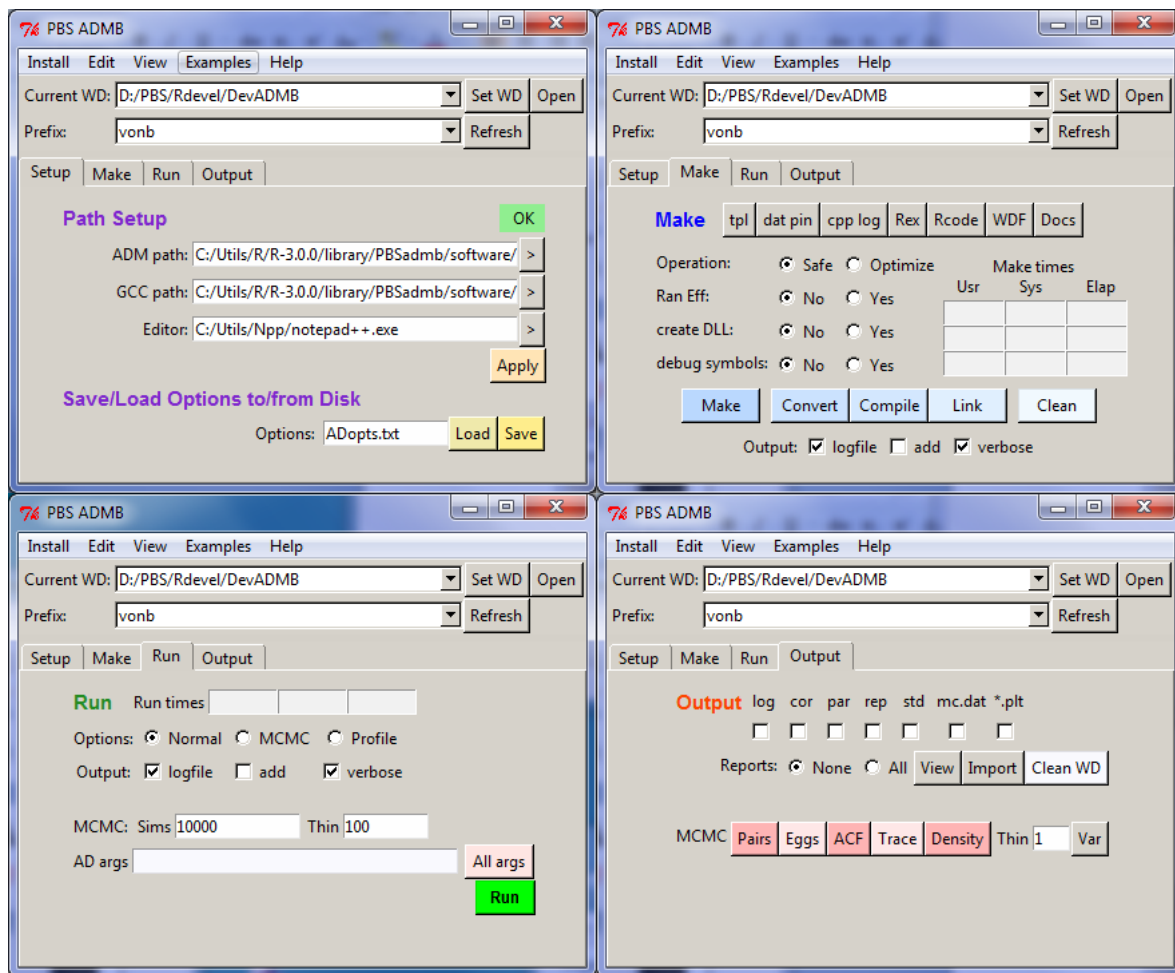 PBS ADMB
Install Edit View Examples Help
Current WD: D:/PBS/Rdevel/DevADMB Set WD Open
Prefix: vonb Refresh
Setup Make Run Output
Path Setup OK
ADM path: C:/Utils/R/R-3.0.0/library/PBSadmb/software/ >
GCC path: C:/Utils/R/R-3.0.0/library/PBSadmb/software/ >
Editor: C:/Utils/Npp/notepad++.exe >
Apply
Save/Load Options to/from Disk
Options: ADopts.txt Load Save
PBS ADMB
Install Edit View Examples Help
Current WD: D:/PBS/Rdevel/DevADMB Set WD Open
Prefix: vonb Refresh
Setup Make Run Output
Make tpl dat pin cpp log Rex Rcode WDF Docs
Operation: Safe Optimize Make times
Usr Sys Elap
Ran Eff: No Yes
create DLL: No Yes
debug symbols: No Yes
Make Convert Compile Link Clean
Output: logfile add verbose
PBS ADMB
Install Edit View Examples Help
Current WD: D:/PBS/Rdevel/DevADMB Set WD Open
Prefix: vonb Refresh
Setup Make Run Output
Run Run times
Options: Normal MCMC Profile
Output: logfile add verbose
MCMC: Sims 10000 Thin 100
AD args All args
Run
PBS ADMB
Install Edit View Examples Help
Current WD: D:/PBS/Rdevel/DevADMB Set WD Open
Prefix: vonb Refresh
Setup Make Run Output
Output log cor par rep std mc.dat *.plt
Reports: None All View Import Clean WD
MCMC Pairs Eggs ACF Trace Density Thin 1 Var